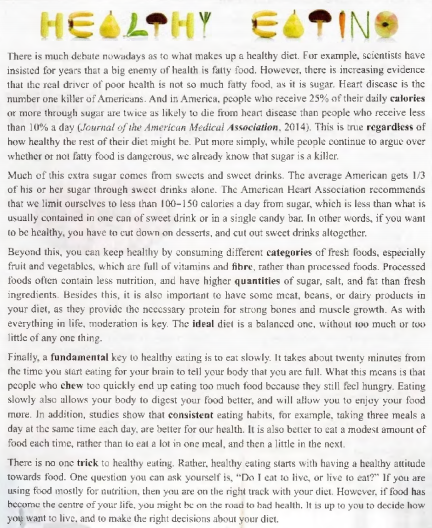 HEALTHY EATING
There is much debate nowadays as to what makes up a healthy diet. For example, scientists have
insisted for years that a big enemy of health is fatty food. However, there is increasing evidence
that the real driver of poor health is not so much fatty food, as it is sugar. Heart disease is the
number one killer of Americans. And in America, people who receive 25% of their daily calories
or more through sugar are twice as likely to die from heart disease than people who receive less
than 10% a day (Journal of the American Medical Association, 2014). This is true regardless of
how healthy the rest of their diet might be. Put more simply, while people continue to argue over
whether or not fatty food is dangerous, we already know that sugar is a killer.
Much of this extra sugar comes from sweets and sweet drinks. The average American gets 1/3
of his or her sugar through sweet drinks alone. The American Heart Association recommends
that we limit ourselves to less than 100-150 calories a day from sugar, which is less than what is
usually contained in one can of sweet drink or in a single candy bar. In other words, if you want
to be healthy, you have to cut down on desserts, and cut out sweet drinks altogether.
Beyond this, you can keep healthy by consuming different categories of fresh foods, especially
fruit and vegetables, which are full of vitamins and fibre, rather than processed foods. Processed
foods often contain less nutrition, and have higher quantities of sugar, salt, and fat than fresh
ingredients. Besides this, it is also important to have some meat, beans, or dairy products in
your diet, as they provide the necessary protein for strong bones and muscle growth. As with
everything in life, moderation is key. The ideal diet is a balanced one, without too much or too
little of any one thing.
Finally, a fundamental key to healthy eating is to eat slowly. It takes about twenty minutes from
the time you start eating for your brain to tell your body that you are full. What this means is that
people who chew too quickly end up eating too much food because they still feel hungry. Eating
slowly also allows your body to digest your food better, and will allow you to enjoy your food
more. In addition, studies show that consistent eating habits, for example, taking three meals a
day at the same time each day, are better for our health. It is also better to eat a modest amount of
food each time, rather than to eat a lot in one meal, and then a little in the next.
There is no one trick to healthy eating. Rather, healthy eating starts with having a healthy attitude
towards food. One question you can ask yourself is, "Do I eat to live, or live to eat?" If you are
using food mostly for nutrition, then you are on the right track with your diet. However, if food has
become the centre of your life, you might be on the road to bad health. It is up to you to decide how
you want to live, and to make the right decisions about your diet.